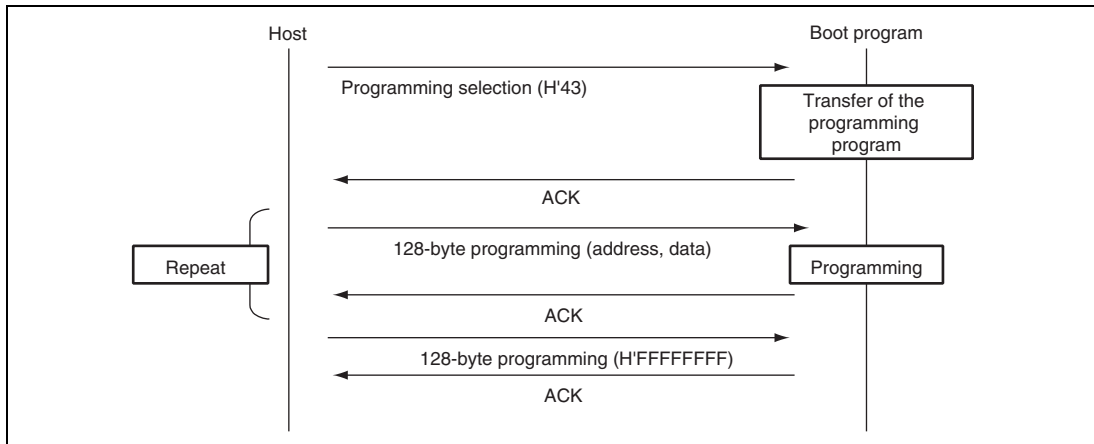 Host
Boot program
Programming selection (H'43)
Transfer of the
programming
program
ACK
128-byte programming (address, data)
Repeat
Programming
ACK
128-byte programming (H'FFFFFFFF)
ACK